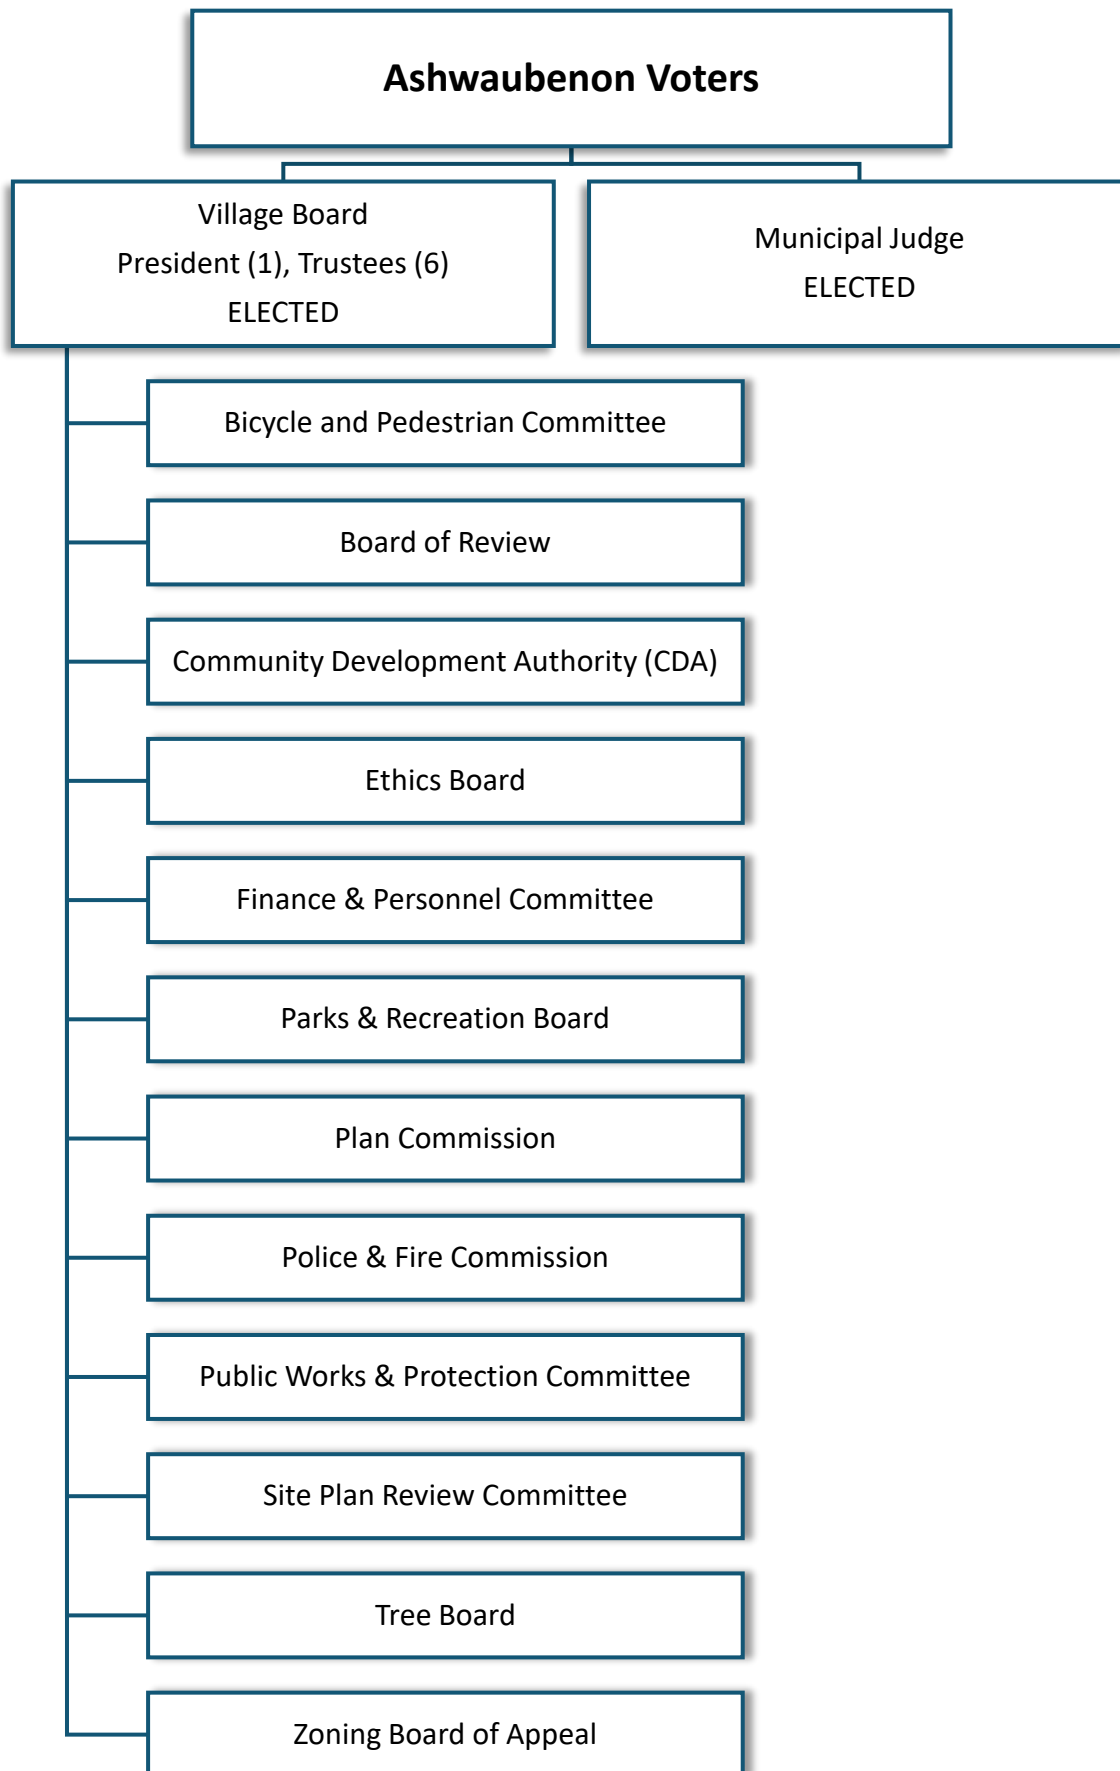 Ashwaubenon Voters
Village Board
President (1), Trustees (6)
ELECTED
Municipal Judge
ELECTED
Bicycle and Pedestrian Committee
Board of Review
Community Development Authority (CDA)
Ethics Board
Finance & Personnel Committee
Parks & Recreation Board
Plan Commission
Police & Fire Commission
Public Works & Protection Committee
Site Plan Review Committee
Tree Board
Zoning Board of Appeal